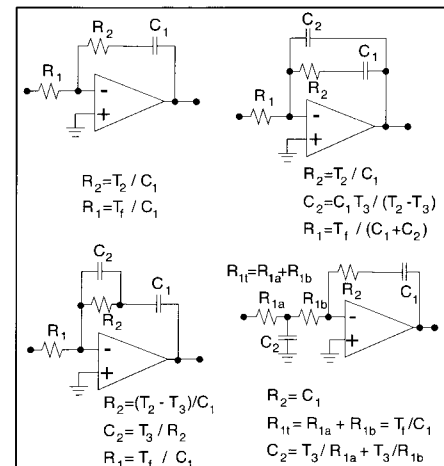 R2 C1
R1
-
+
R2=T2 / C1
R1=Tf / C1
C2
C1
R1 R2
-
+
R2=T2 / C1
C2=C1 T3 / (T2 -T3)
R1=Tf / (C1+C2)
C2
C1
R1 R2
-
+
R2=(T2 - T3)/C1
C2=T3 / R2
R1=Tf / C1
R1t=R1a+R1b
R1a R1b R2 C1
C2
-
+
R2 = C1
R1t = R1a + R1b = Tf/C1
C2 = T3/R1a + T3/R1b